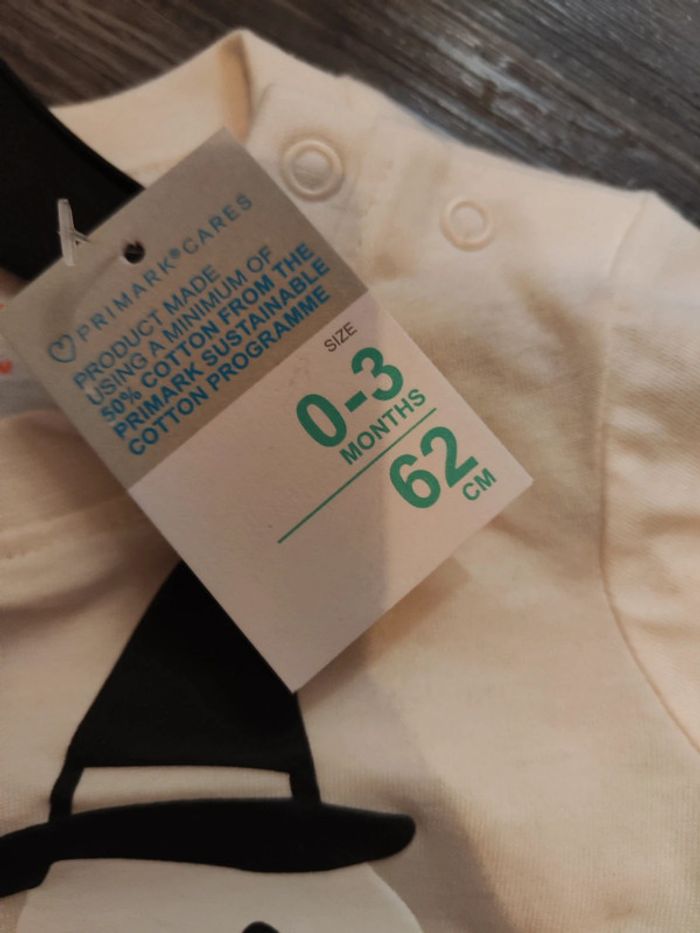 PRIMARK®CARES
PRODUCT MADE
USING A MINIMUM OF
50% COTTON FROM THE
PRIMARK SUSTAINABLE
COTTON PROGRAMME
SIZE
0-3
MONTHS
62
CM